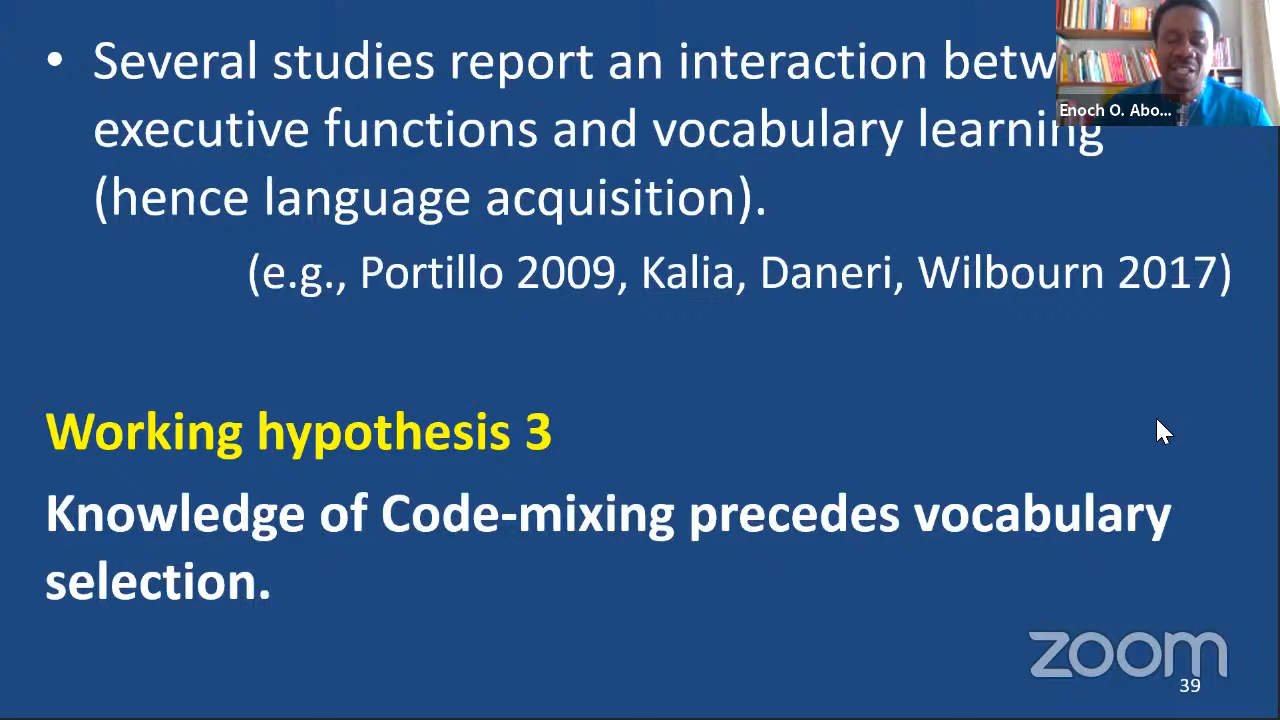 • Several studies report an interaction
executive functions and vocabulary learning
(hence language acquisition).
(e.g., Portillo 2009, Kalia, Daneri, Wilbourn 2017)
Working hypothesis 3
Knowledge of Code-mixing precedes vocabulary
selection.
Enoch O. Abo...
zoom
39